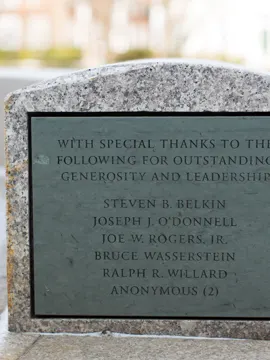 WITH SPECIAL THANKS TO THE
FOLLOWING FOR OUTSTANDING
GENEROSITY AND LEADERSHIP
STEVEN B. BELKIN
JOSEPH J. O'DONNELL
JOE W. ROGERS, JR.
BRUCE WASSERSTEIN
RALPH R. WILLARD
ANONYMOUS (2)